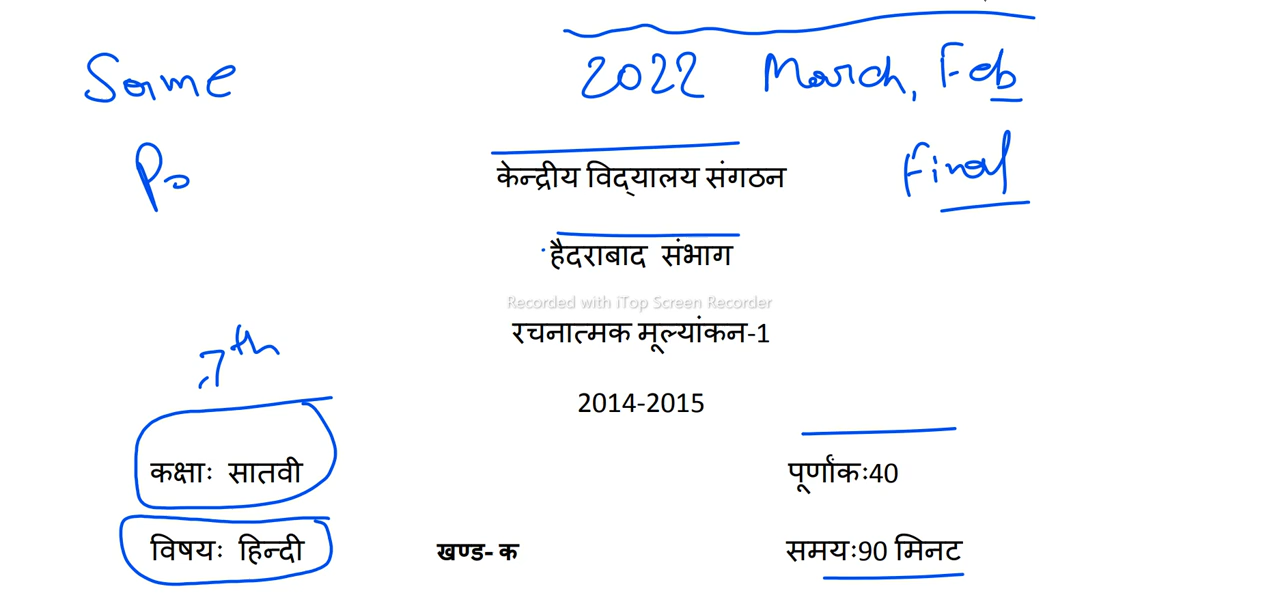 Same 2022 March, Feb
केन्द्रीय विद्यालय संगठन Final
हैदराबाद संभाग
Recorded with iTop Screen Recorder
रचनात्मक मूल्यांकन-1
7th
2014-2015
कक्षाः सातवी पूर्णांकः40
विषयः हिन्दी खण्ड- क समयः90 मिनट